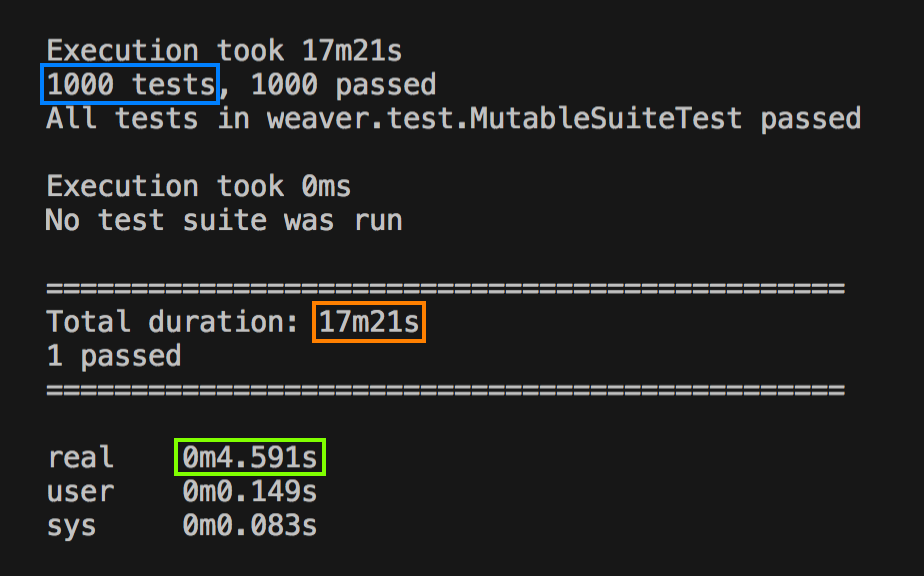 Execution took 17m21s
1000 tests, 1000 passed
All tests in weaver.test.MutableSuiteTest passed
Execution took 0ms
No test suite was run
===============================================
Total duration: 17m21s
1 passed
===============================================
real 0m4.591s
user 0m0.149s
sys 0m0.083s